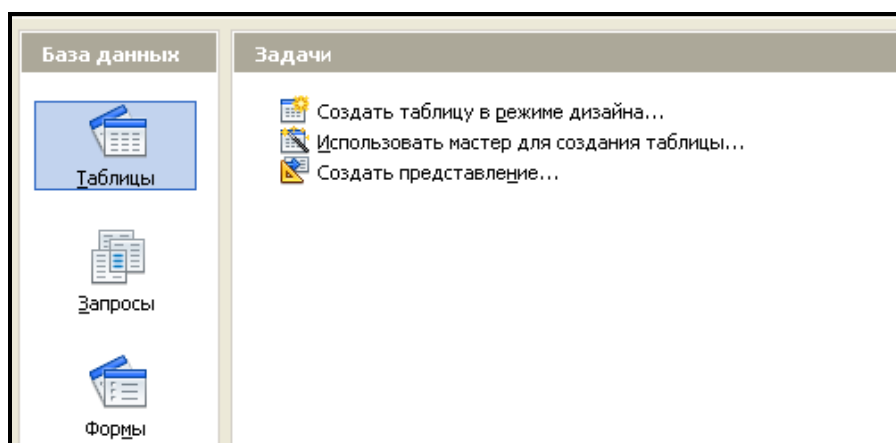 База данных
Задачи
Таблицы
Запросы
Формы
Создать таблицу в режиме дизайна...
Использовать мастер для создания таблицы...
Создать представление...